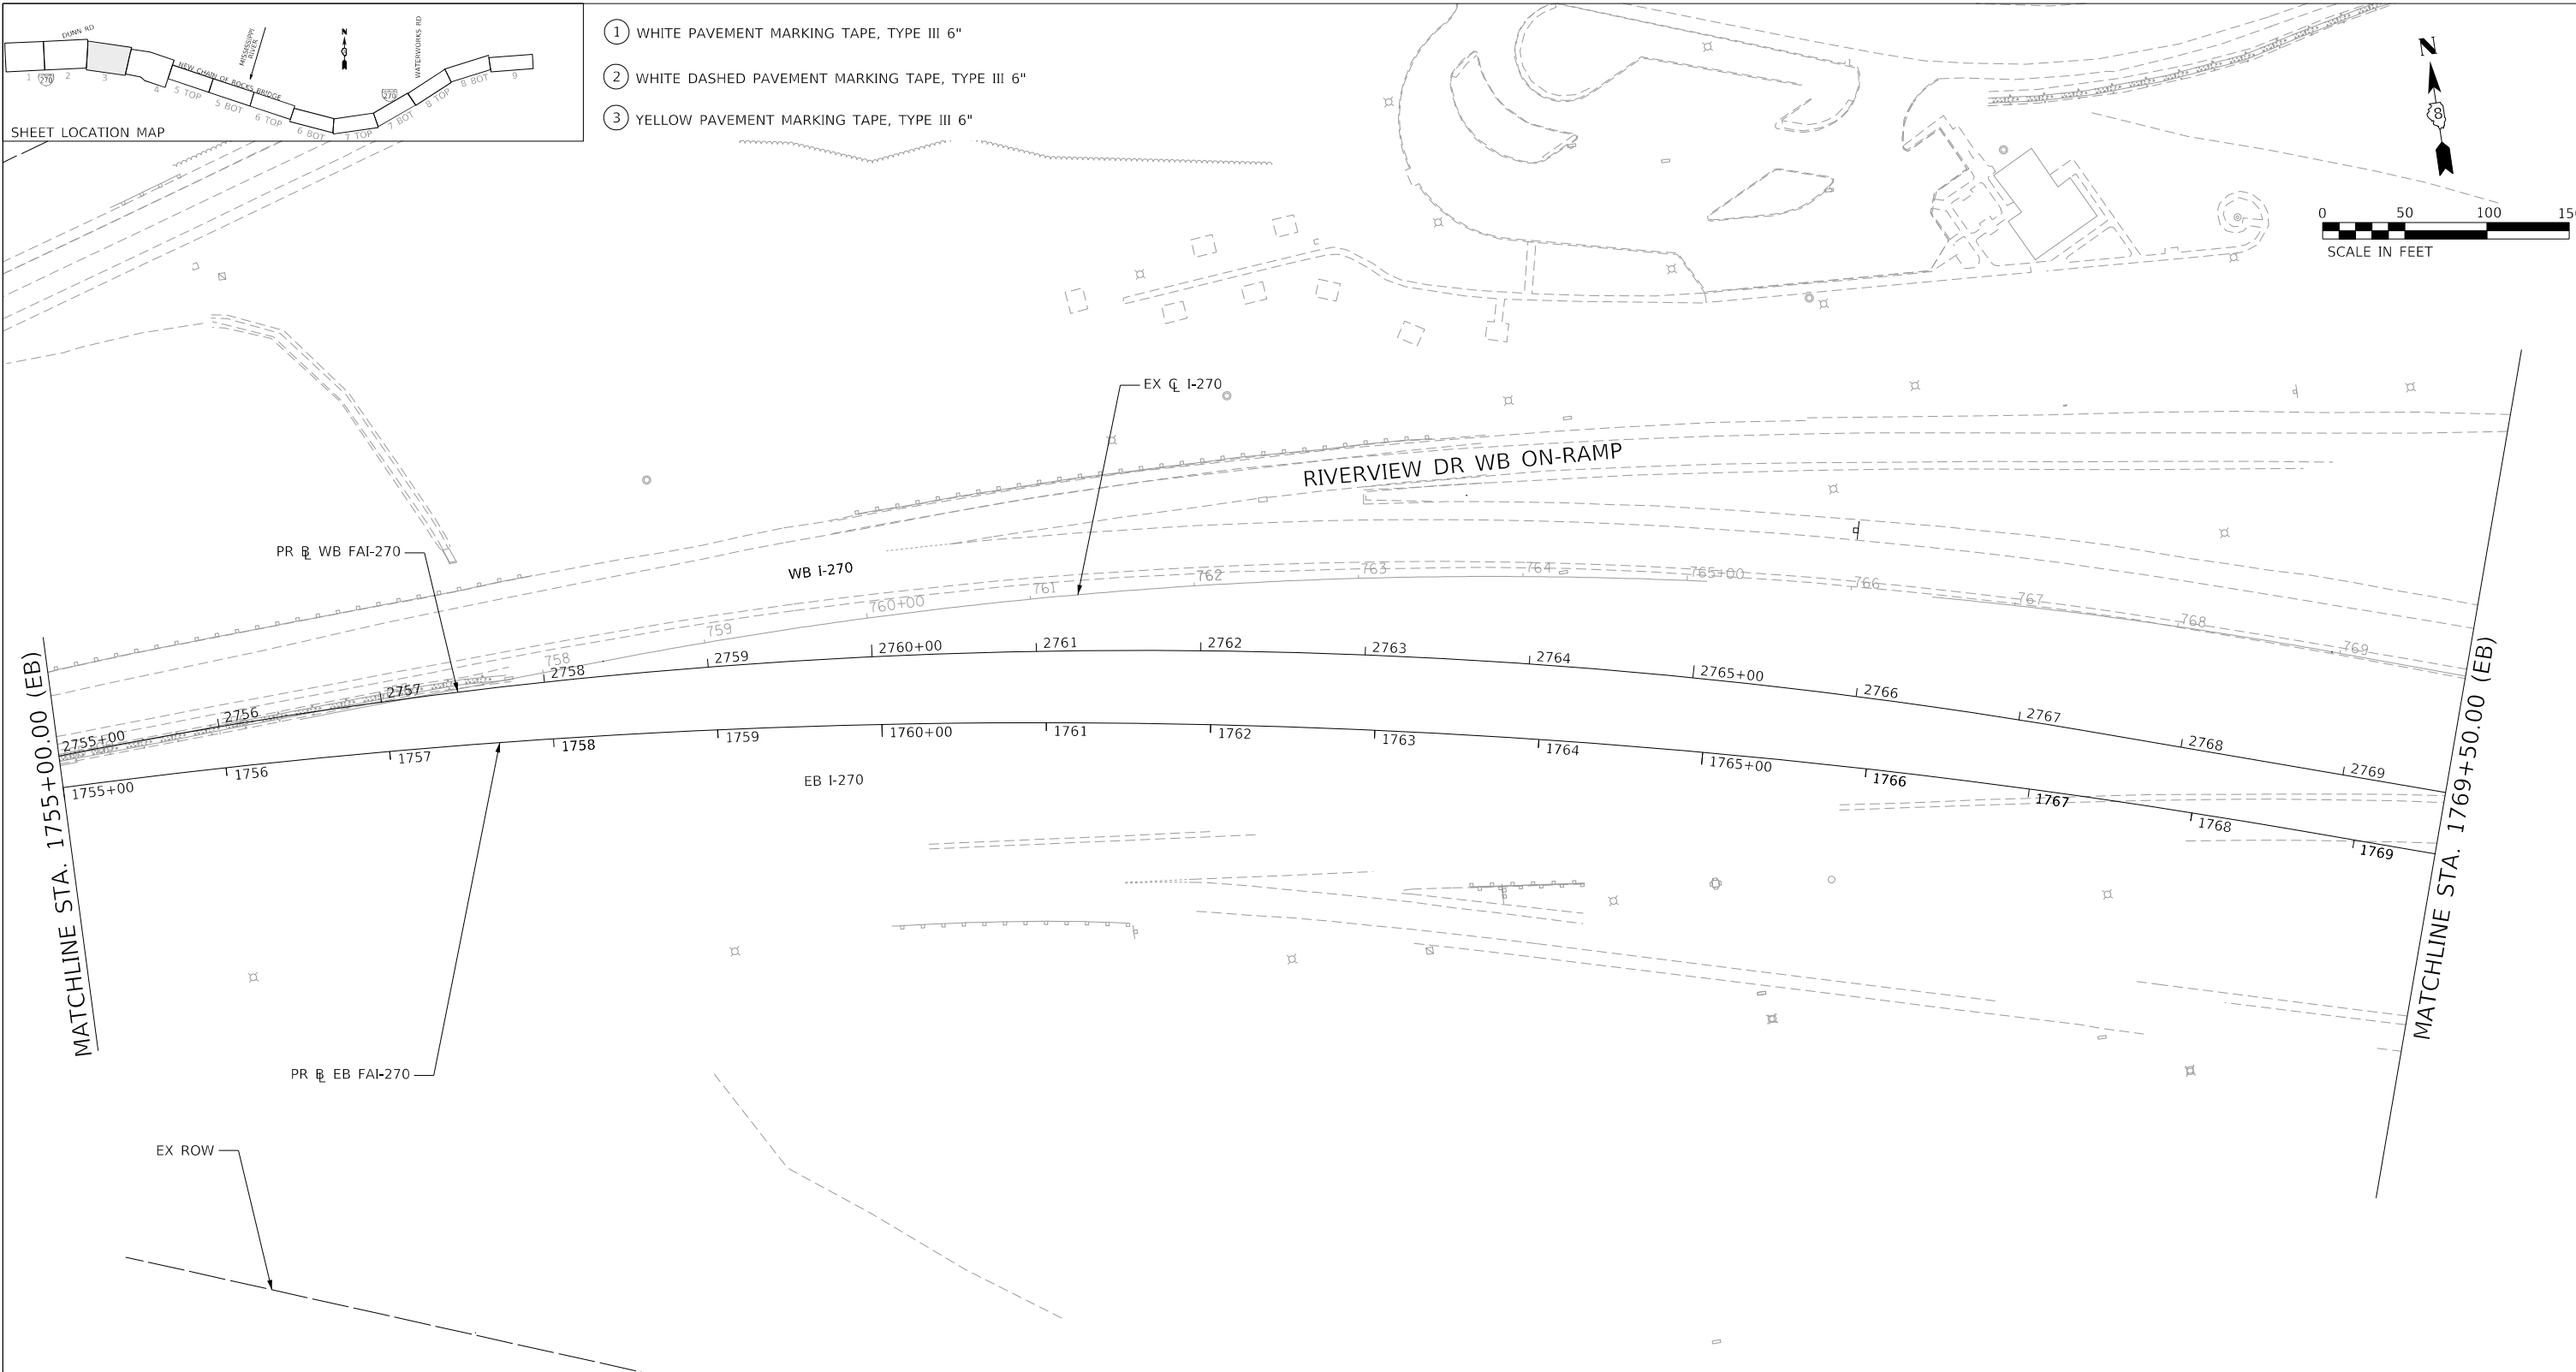 DUNN RD
MISSISSIPPI
RIVER
N
WATERWORKS RD
NEW CHAIN OF ROCKS BRIDGE
270
270
1
2
3
4
5 TOP
5 BOT
6 TOP
6 BOT
7 TOP
7 BOT
8 TOP
8 BOT
9
SHEET LOCATION MAP
1 WHITE PAVEMENT MARKING TAPE, TYPE III 6"
2 WHITE DASHED PAVEMENT MARKING TAPE, TYPE III 6"
3 YELLOW PAVEMENT MARKING TAPE, TYPE III 6"
N
8
0 50 100 150
SCALE IN FEET
EX ℄ I-270
RIVERVIEW DR WB ON-RAMP
PR BL WB FAI-270
WB I-270
758 759 760+00 761 762 763 764 765+00 766 767 768 769
2755+00 2756 2757 2758 2759 2760+00 2761 2762 2763 2764 2765+00 2766 2767 2768 2769
1755+00 1756 1757 1758 1759 1760+00 1761 1762 1763 1764 1765+00 1766 1767 1768 1769
EB I-270
MATCHLINE STA. 1755+00.00 (EB)
MATCHLINE STA. 1769+50.00 (EB)
PR BL EB FAI-270
EX ROW